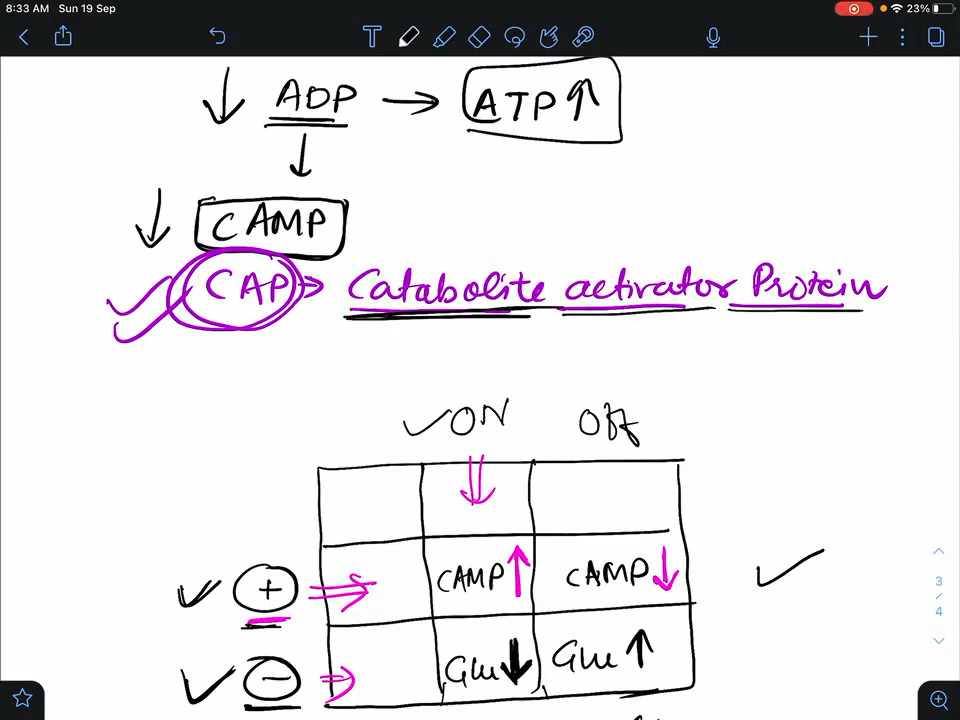 8:33 AM Sun 19 Sep 23%
T
↓ ADP → ATP↑
↓
↓ CAMP
CAP → Catabolite activator Protein
ON Off
+ CAMP↑ CAMP↓
- Glu↓ Glu↑
3
/
4